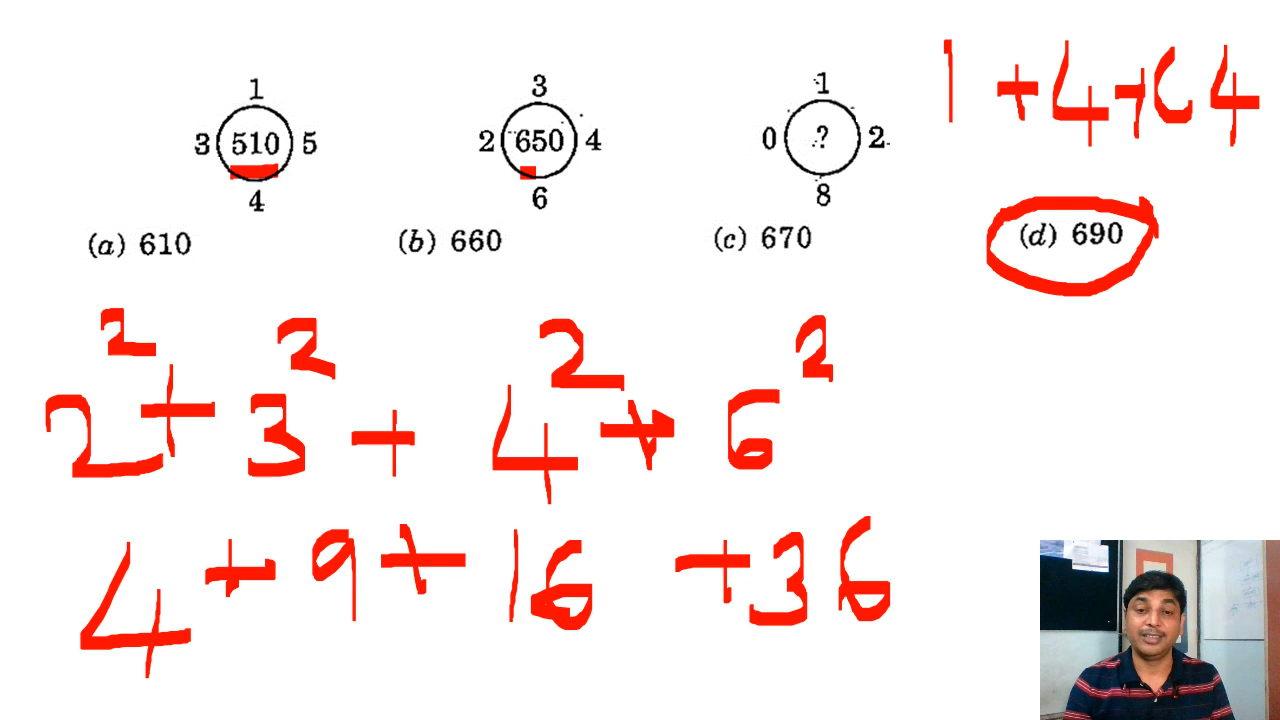 1 3 1 1 + 4 + 64
3 510 5 2 650 4 0 ? 2
4 6 8
(a) 610 (b) 660 (c) 670 (d) 690
2² + 3² + 4² + 6²
4 + 9 + 16 + 36